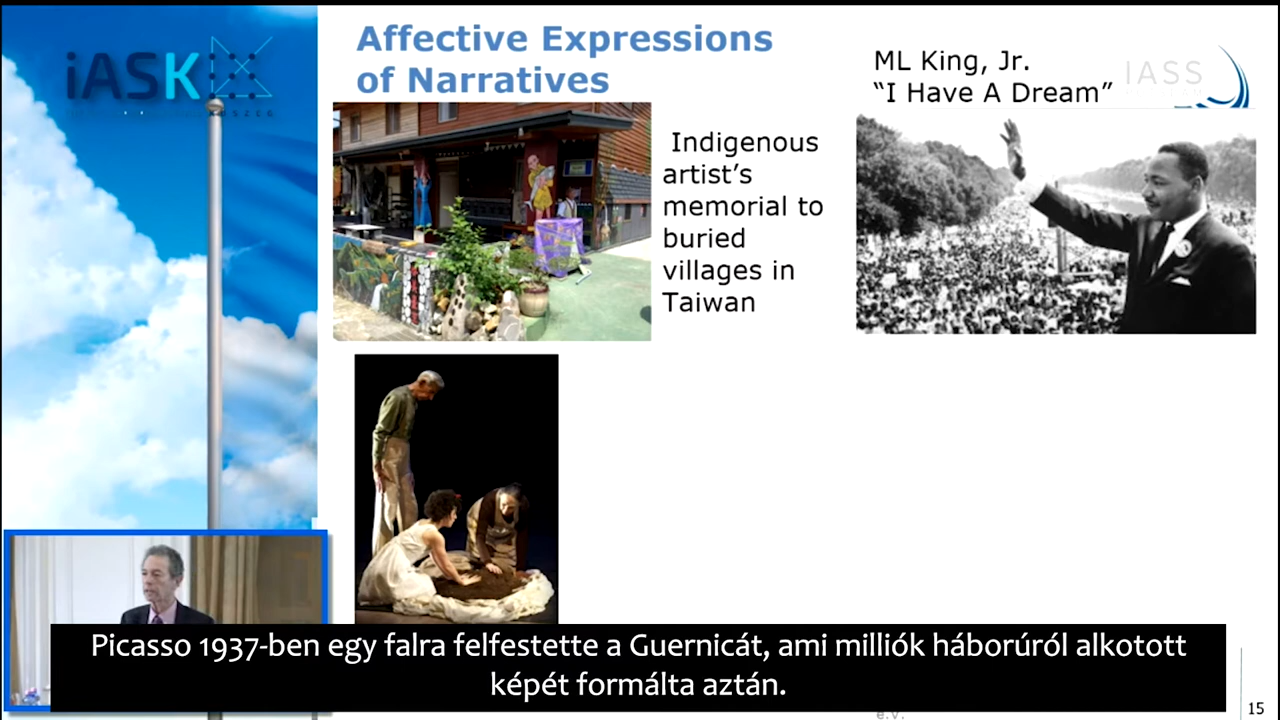 iASK
Affective Expressions
of Narratives
ML King, Jr.
“I Have A Dream”
IASS
Indigenous
artist’s
memorial to
buried
villages in
Taiwan
Picasso 1937-ben egy falra felfestette a Guernicát, ami milliók háborúról alkotott
képét formálta aztán.
e.V.
15